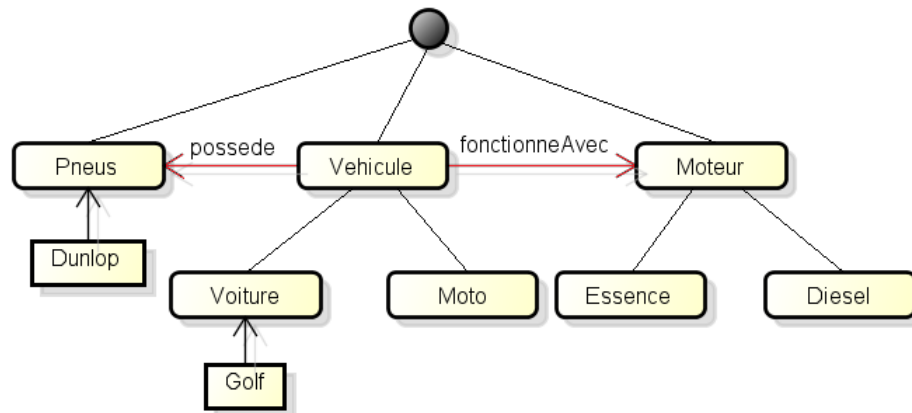 possede
fonctionneAvec
Pneus
Vehicule
Moteur
Dunlop
Voiture
Moto
Essence
Diesel
Golf